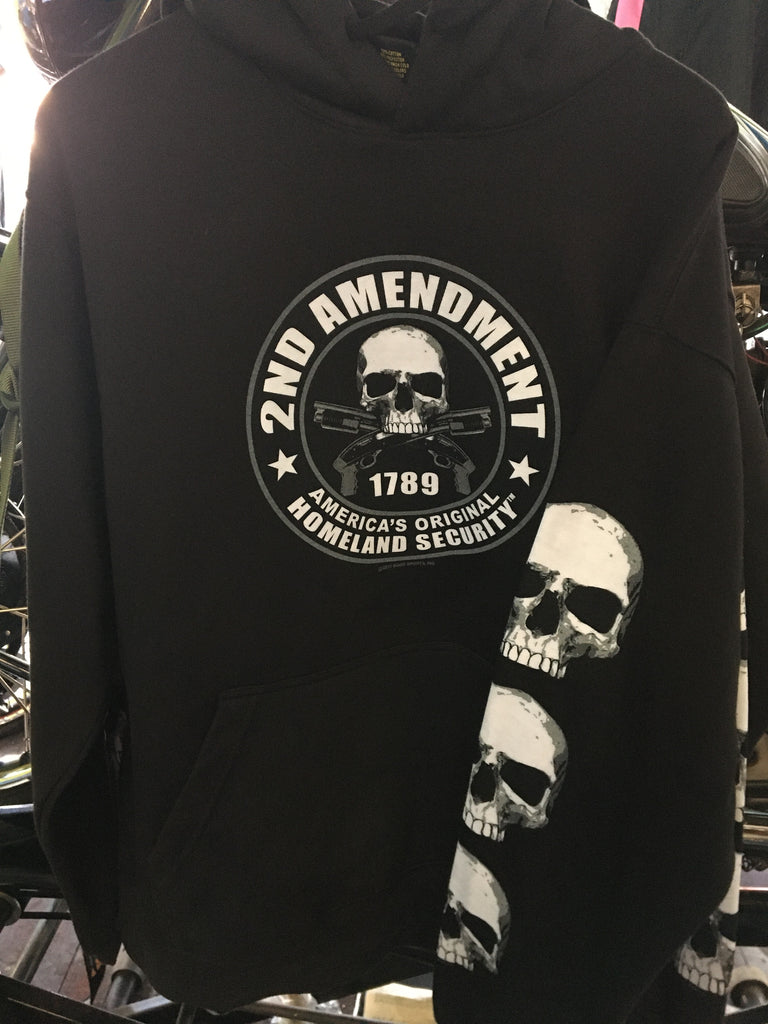 2ND AMENDMENT
1789
AMERICA'S ORIGINAL
HOMELAND SECURITY™